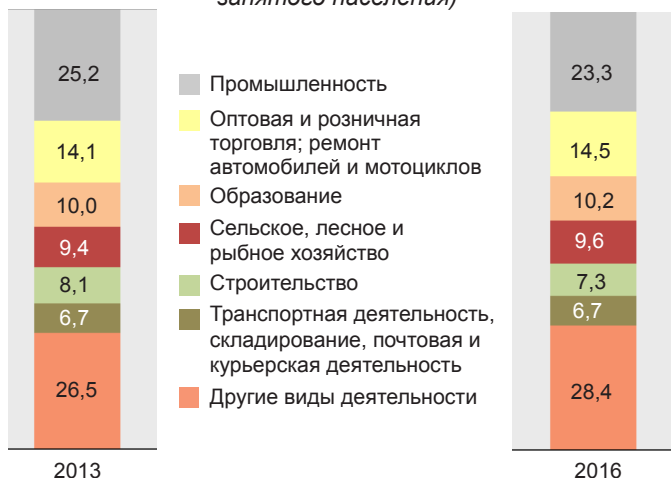 занятого населения)
25,2
14,1
10,0
9,4
8,1
6,7
26,5
2013
Промышленность
Оптовая и розничная
торговля; ремонт
автомобилей и мотоциклов
Образование
Сельское, лесное и
рыбное хозяйство
Строительство
Транспортная деятельность,
складирование, почтовая и
курьерская деятельность
Другие виды деятельности
23,3
14,5
10,2
9,6
7,3
6,7
28,4
2016